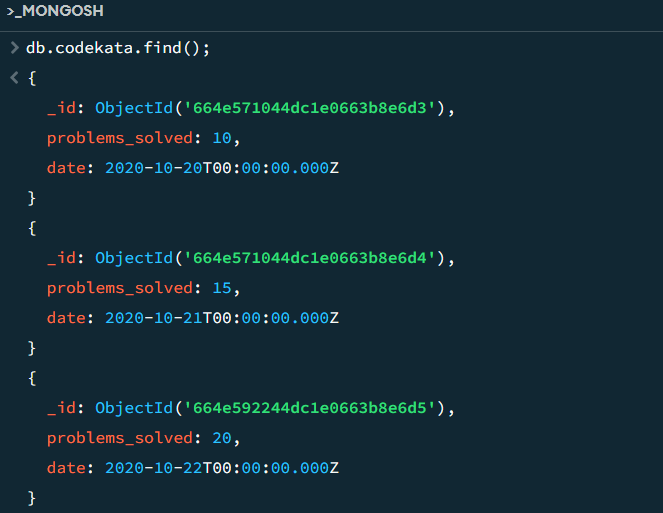 >_MONGOSH
> db.codekata.find();
< {
_id: ObjectId('664e571044dc1e0663b8e6d3'),
problems_solved: 10,
date: 2020-10-20T00:00:00.000Z
}
{
_id: ObjectId('664e571044dc1e0663b8e6d4'),
problems_solved: 15,
date: 2020-10-21T00:00:00.000Z
}
{
_id: ObjectId('664e592244dc1e0663b8e6d5'),
problems_solved: 20,
date: 2020-10-22T00:00:00.000Z
}